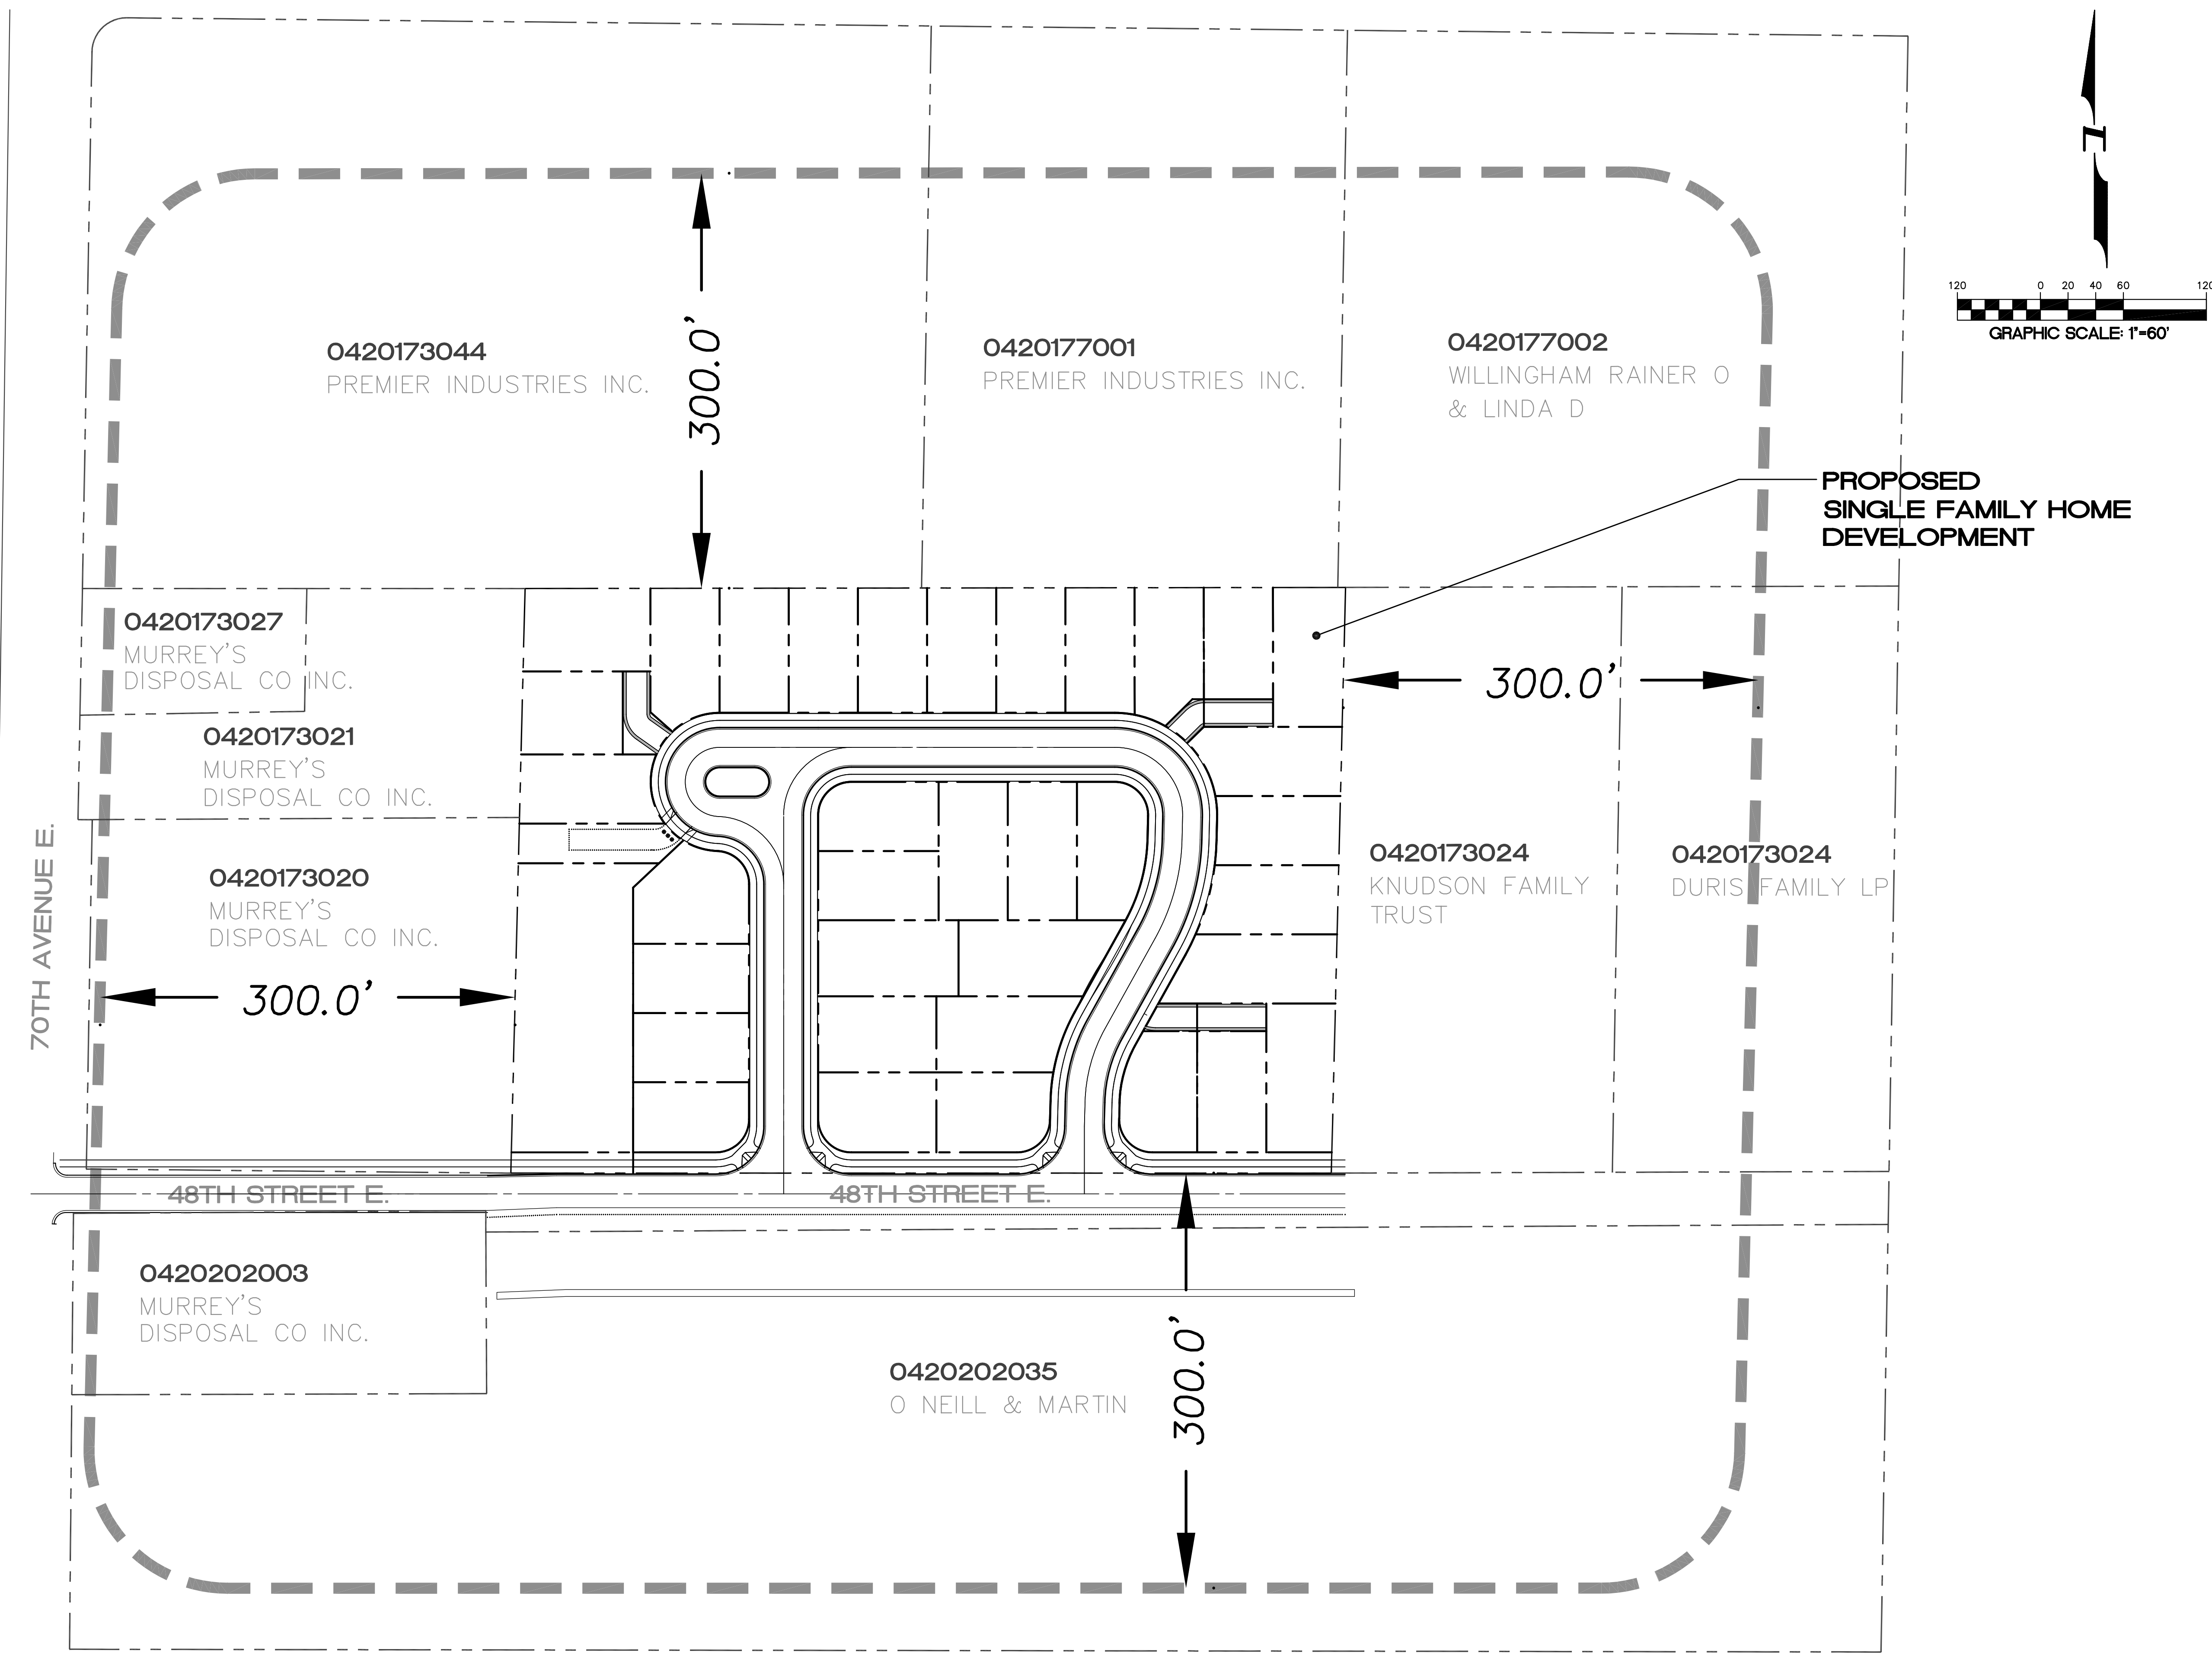 120 0 20 40 60 120
GRAPHIC SCALE: 1"=60'
300.0'
0420173044
PREMIER INDUSTRIES INC.
0420177001
PREMIER INDUSTRIES INC.
0420177002
WILLINGHAM RAINER O
& LINDA D
PROPOSED
SINGLE FAMILY HOME
DEVELOPMENT
0420173027
MURREY'S
DISPOSAL CO INC.
300.0'
0420173021
MURREY'S
DISPOSAL CO INC.
0420173020
MURREY'S
DISPOSAL CO INC.
0420173024
KNUDSON FAMILY
TRUST
0420173024
DURIS FAMILY LP
70TH AVENUE E.
300.0'
48TH STREET E.
48TH STREET E.
0420202003
MURREY'S
DISPOSAL CO INC.
0420202035
O NEILL & MARTIN
300.0'